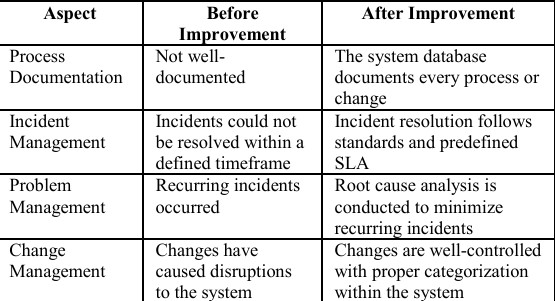 Aspect
Before
Improvement
After Improvement
Process
Documentation
Not well-
documented
The system database
documents every process or
change
Incident
Management
Incidents could not
be resolved within a
defined timeframe
Incident resolution follows
standards and predefined
SLA
Problem
Management
Recurring incidents
occurred
Root cause analysis is
conducted to minimize
recurring incidents
Change
Management
Changes have
caused disruptions
to the system
Changes are well-controlled
with proper categorization
within the system